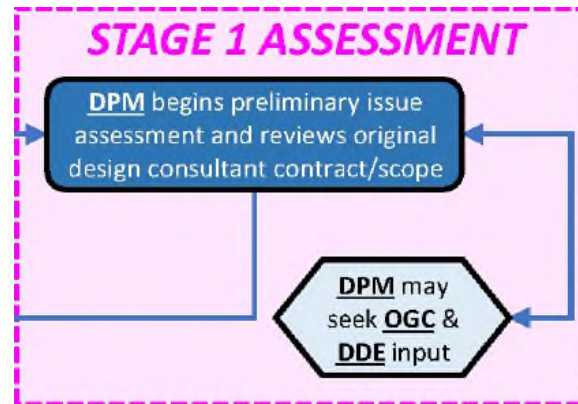 STAGE 1 ASSESSMENT
DPM begins preliminary issue
assessment and reviews original
design consultant contract/scope
DPM may
seek OGC &
DDE input